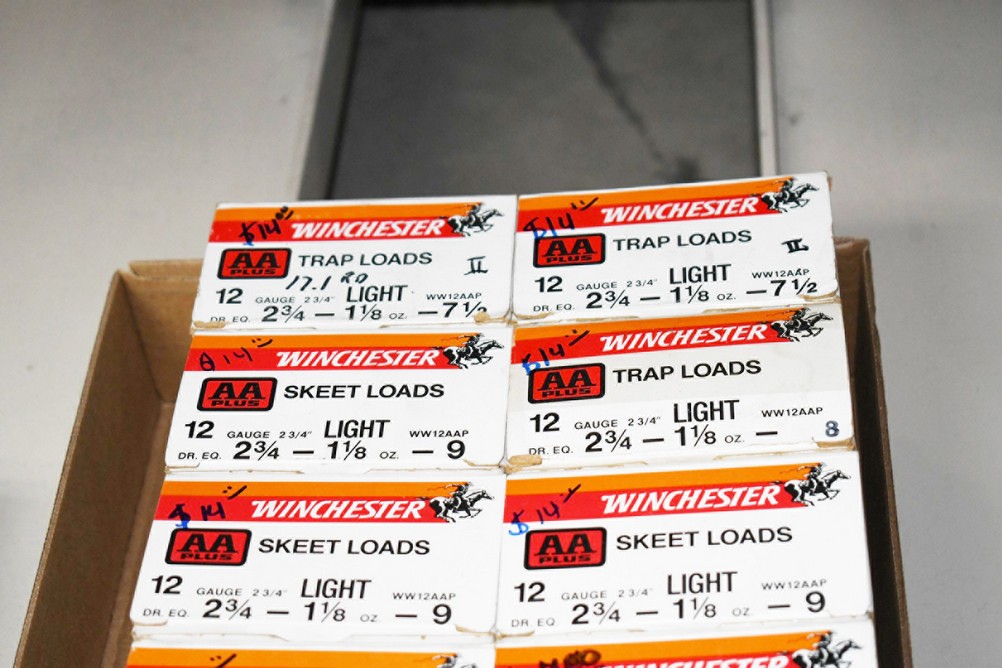 $14.00 WINCHESTER
AA PLUS TRAP LOADS II
17.1 RD
12 GAUGE 2 3/4" LIGHT WW12AAP
DR. EQ. 2¾ — 1⅛ OZ. — 7½
$14 WINCHESTER
AA PLUS TRAP LOADS II
12 GAUGE 2 3/4" LIGHT WW12AAP
DR. EQ. 2¾ — 1⅛ OZ. — 7½
14 WINCHESTER
AA PLUS SKEET LOADS
12 GAUGE 2 3/4" LIGHT WW12AAP
DR. EQ. 2¾ — 1⅛ OZ. — 9
$14 WINCHESTER
AA PLUS TRAP LOADS
12 GAUGE 2 3/4" LIGHT WW12AAP
DR. EQ. 2¾ — 1⅛ OZ. — 8
$14 WINCHESTER
AA PLUS SKEET LOADS
12 GAUGE 2 3/4" LIGHT WW12AAP
DR. EQ. 2¾ — 1⅛ OZ. — 9
$14 WINCHESTER
AA PLUS SKEET LOADS
12 GAUGE 2 3/4" LIGHT WW12AAP
DR. EQ. 2¾ — 1⅛ OZ. — 9
WINCHESTER
WINCHESTER